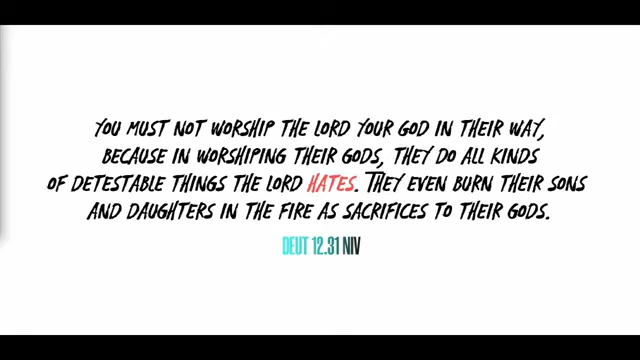 YOU MUST NOT WORSHIP THE LORD YOUR GOD IN THEIR WAY,
BECAUSE IN WORSHIPING THEIR GODS, THEY DO ALL KINDS
OF DETESTABLE THINGS THE LORD HATES. THEY EVEN BURN THEIR SONS
AND DAUGHTERS IN THE FIRE AS SACRIFICES TO THEIR GODS.
DEUT 12.31 NIV